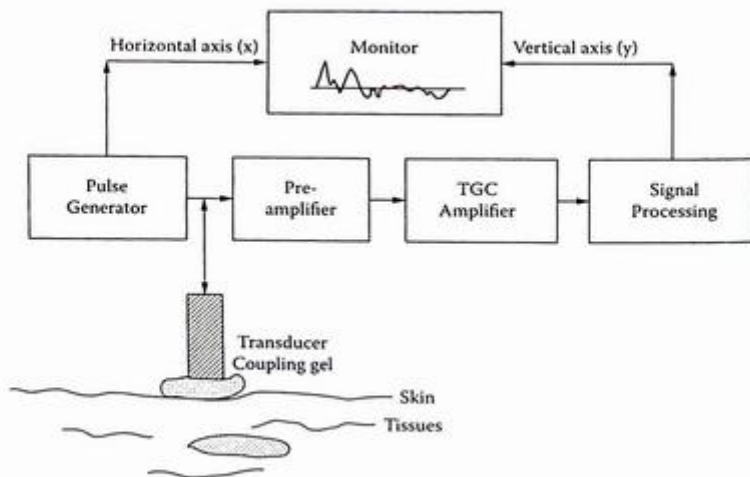 Horizontal axis (x)
Monitor
Vertical axis (y)
Pulse
Generator
Pre-
amplifier
TGC
Amplifier
Signal
Processing
Transducer
Coupling gel
Skin
Tissues